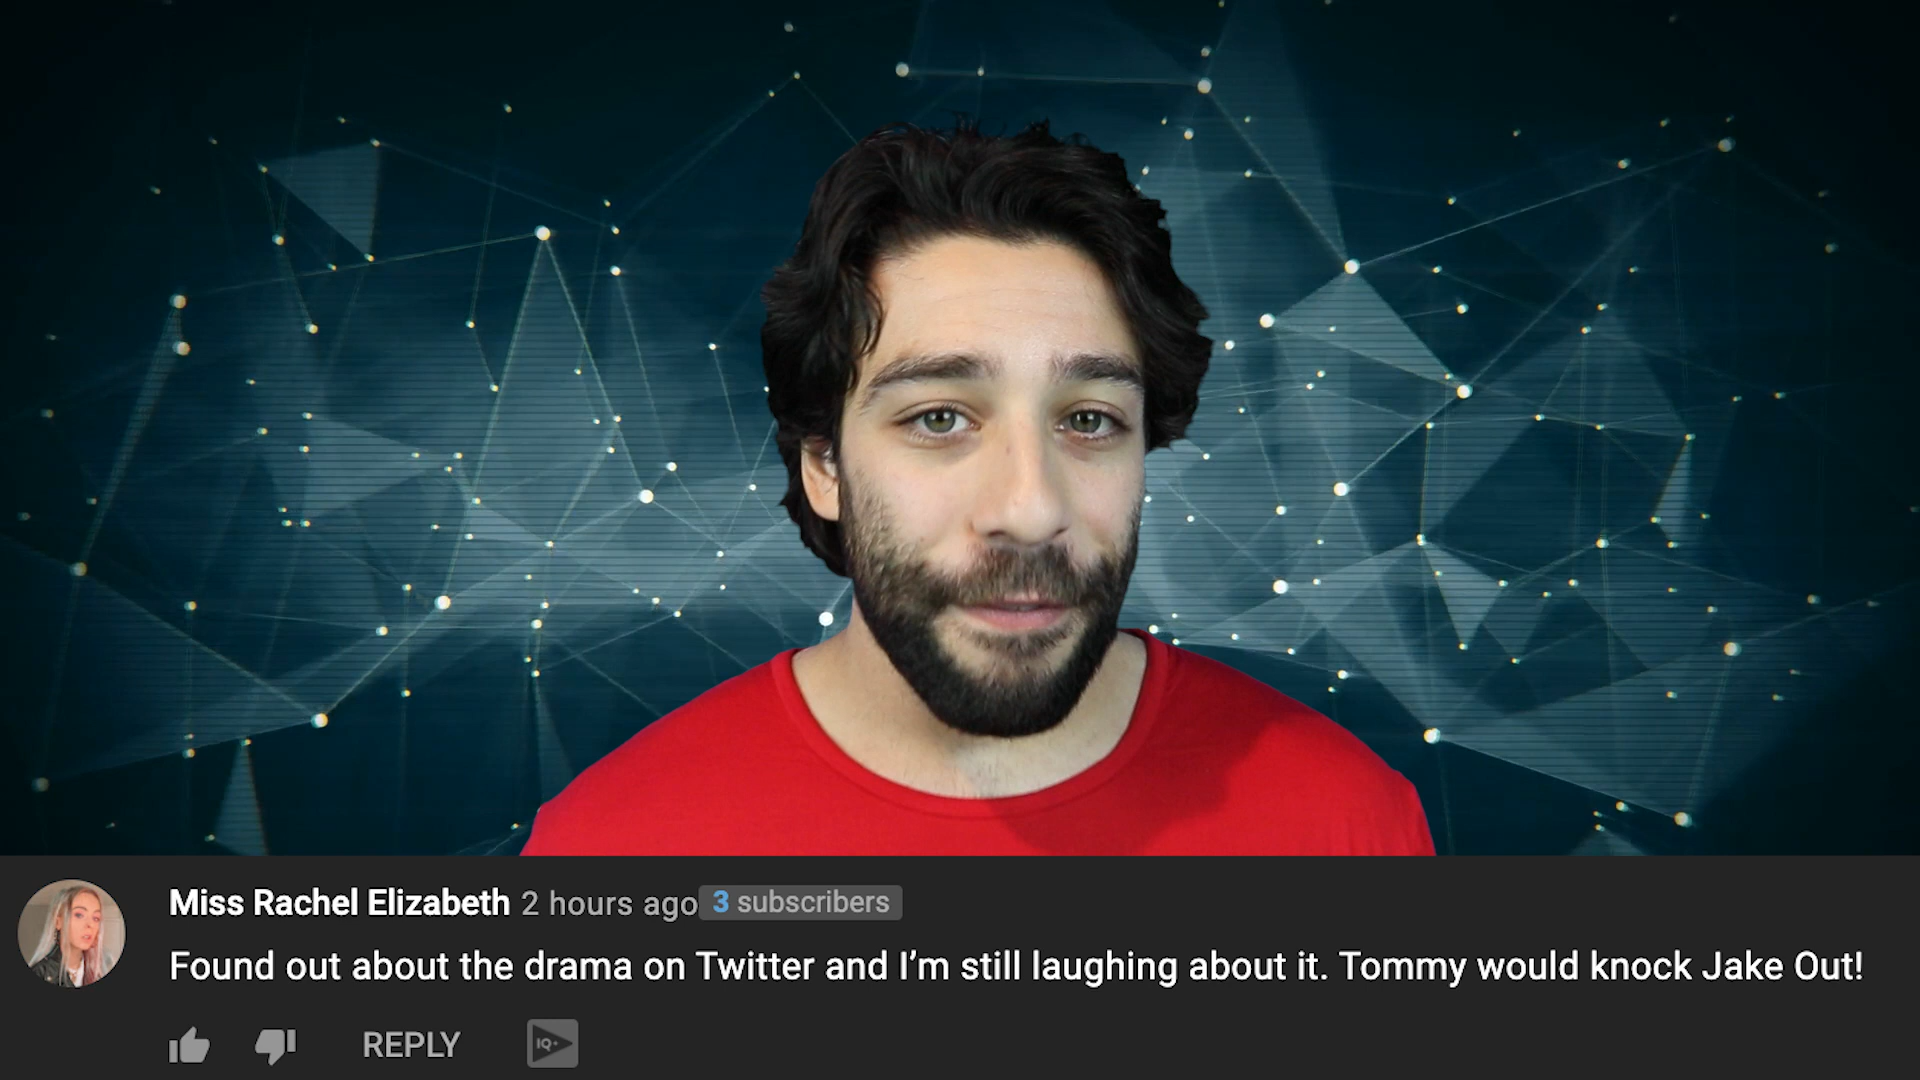 Miss Rachel Elizabeth 2 hours ago 3 subscribers
Found out about the drama on Twitter and I’m still laughing about it. Tommy would knock Jake Out!
REPLY IQ+